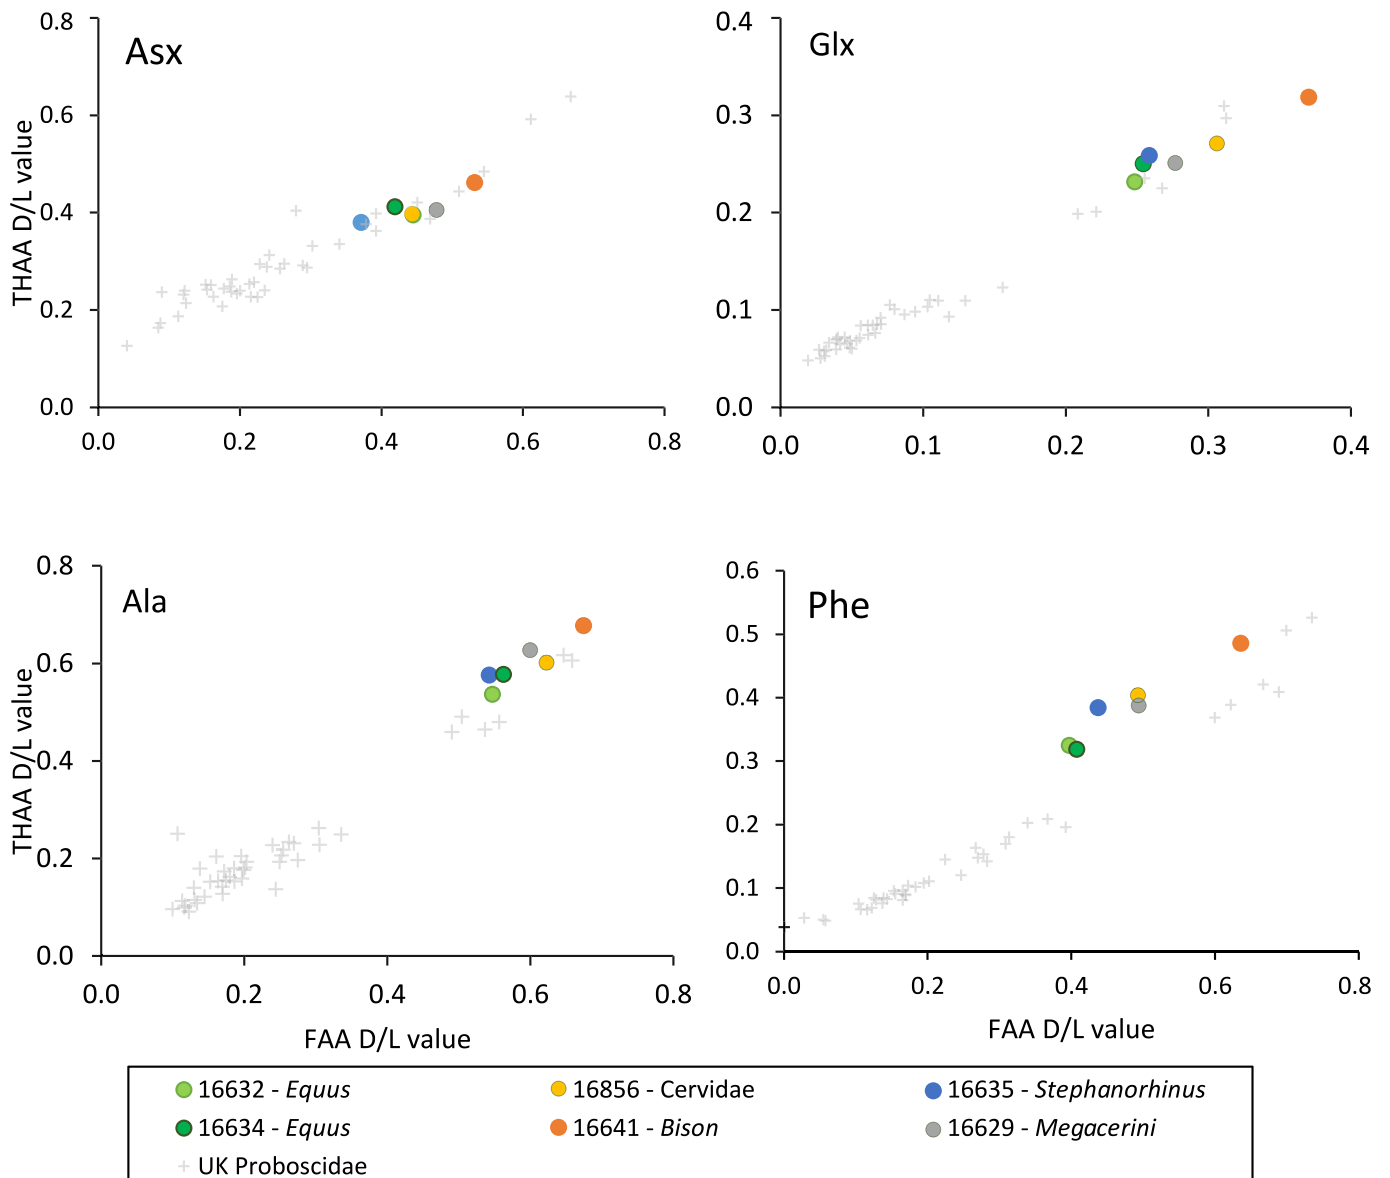 Asx
THAA D/L value
0.8
0.6
0.4
0.2
0.0
0.0 0.2 0.4 0.6 0.8
Glx
0.4
0.3
0.2
0.1
0.0
0.0 0.1 0.2 0.3 0.4
Ala
THAA D/L value
0.8
0.6
0.4
0.2
0.0
0.0 0.2 0.4 0.6 0.8
FAA D/L value
Phe
0.6
0.5
0.4
0.3
0.2
0.1
0.0
0.0 0.2 0.4 0.6 0.8
FAA D/L value
16632 - Equus
16856 - Cervidae
16635 - Stephanorhinus
16634 - Equus
16641 - Bison
16629 - Megacerini
UK Proboscidae